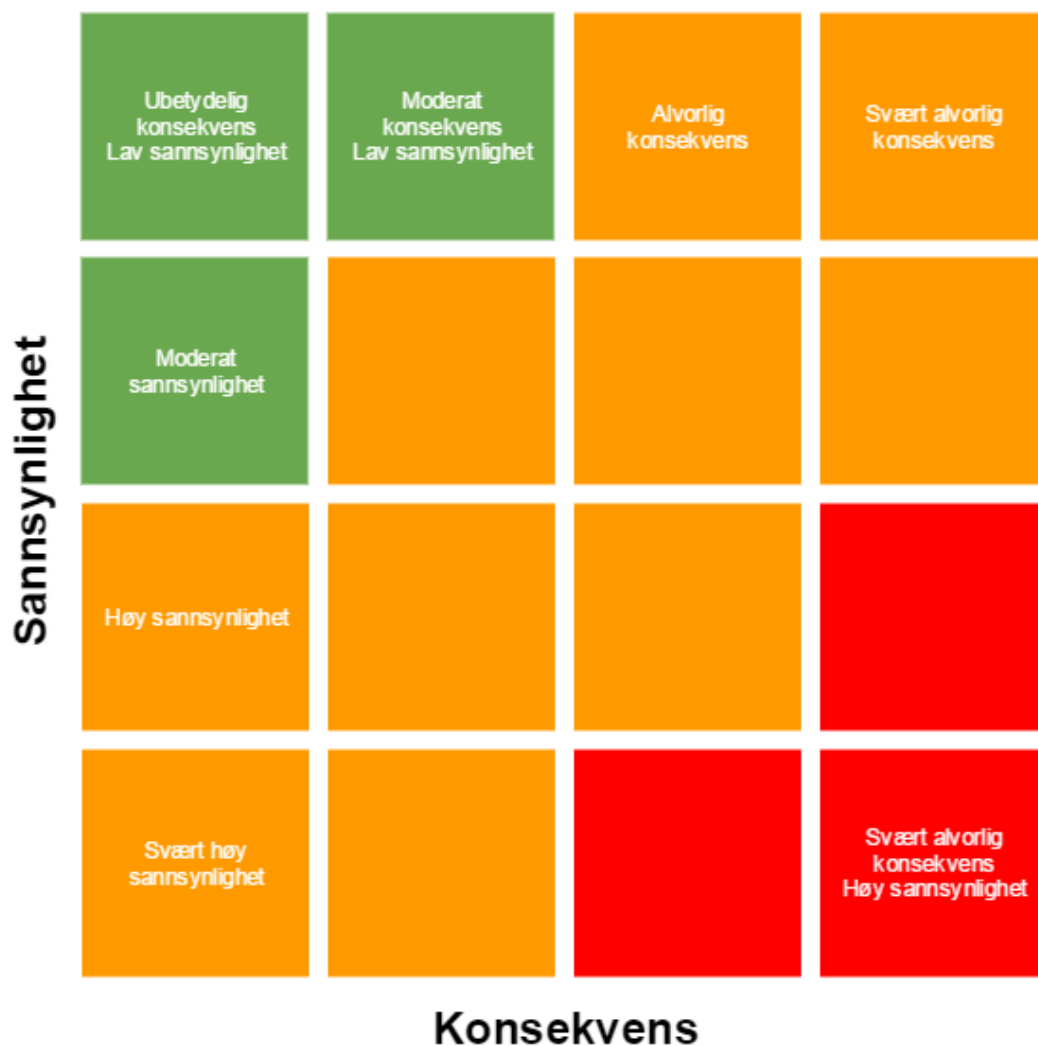 Ubetydelig
konsekvens
Lav sannsynlighet
Moderat
konsekvens
Lav sannsynlighet
Alvorlig
konsekvens
Svært alvorlig
konsekvens
Moderat
sannsynlighet
Høy sannsynlighet
Svært høy
sannsynlighet
Svært alvorlig
konsekvens
Høy sannsynlighet
Sannsynlighet
Konsekvens